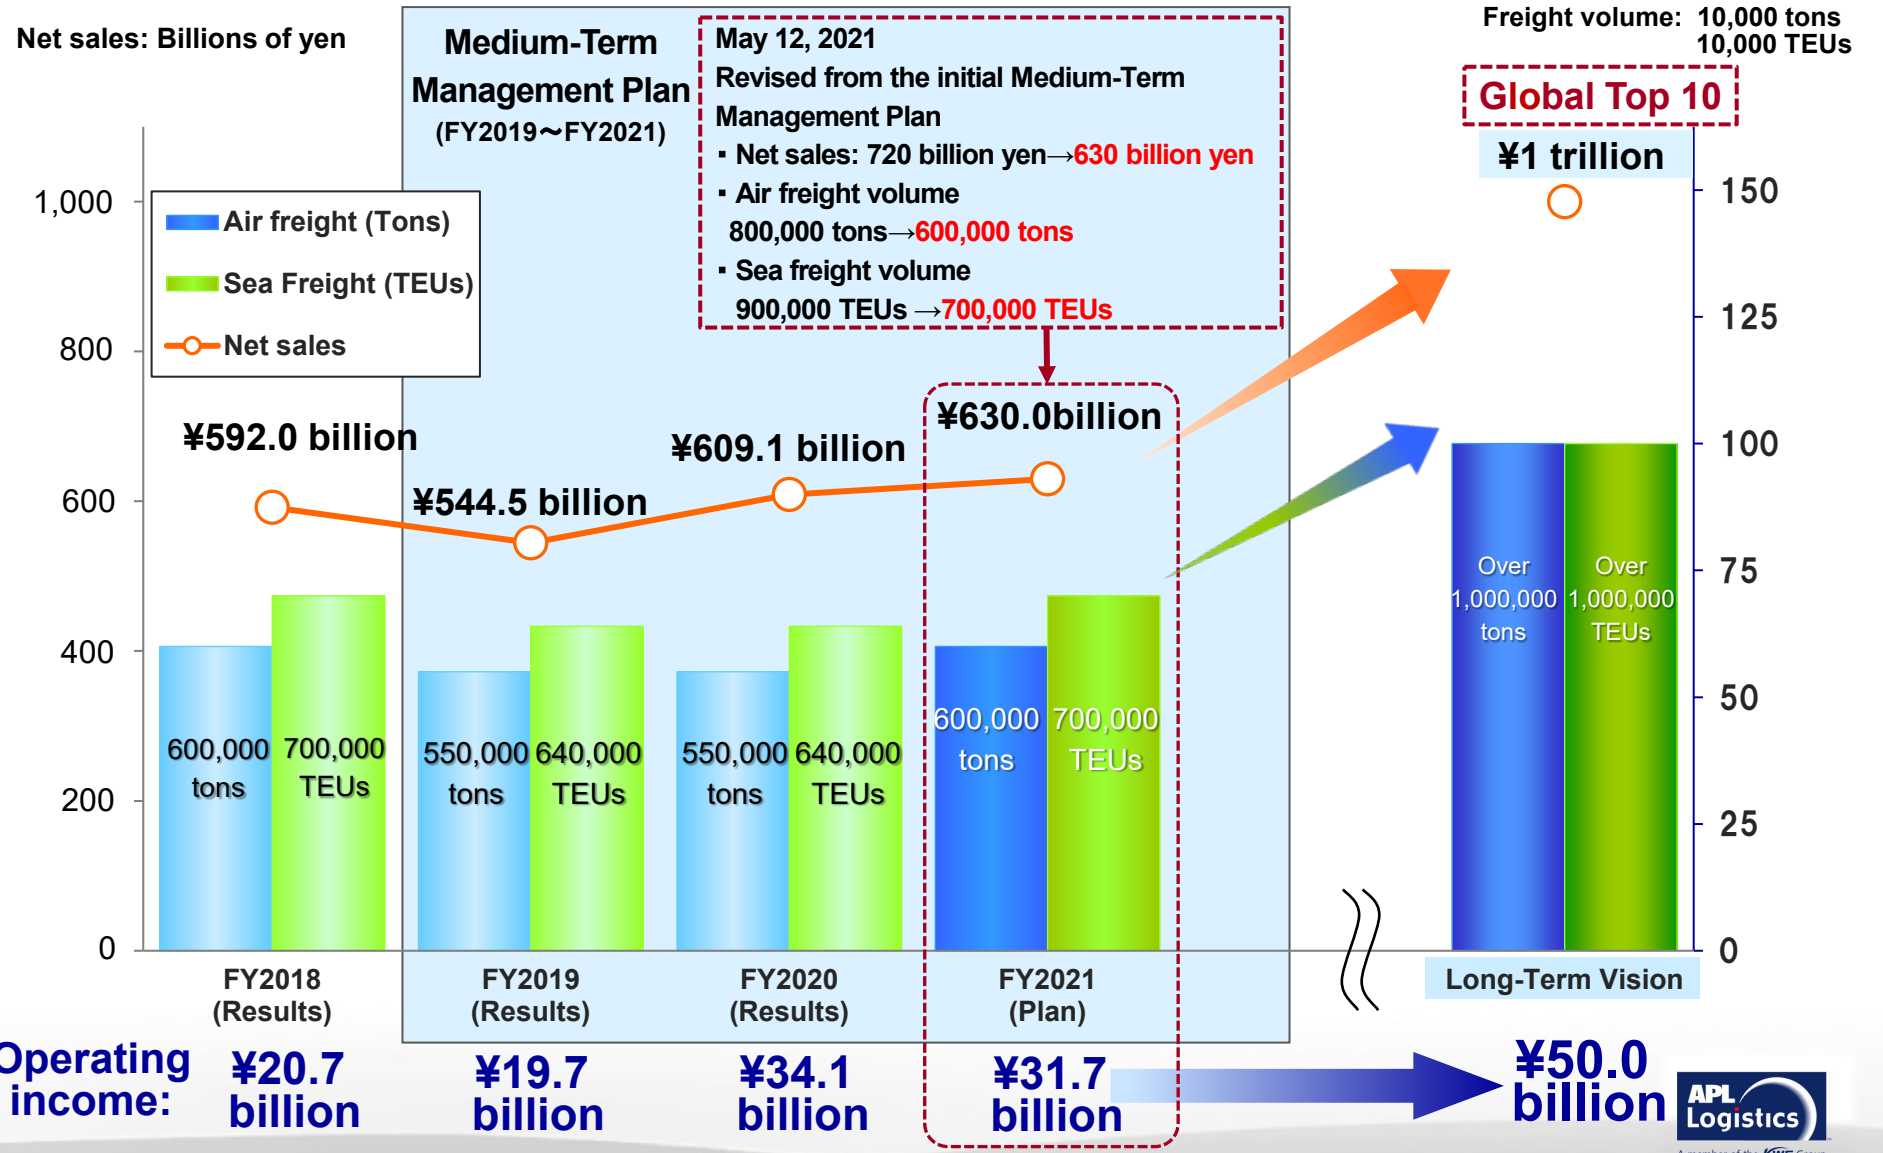 Net sales: Billions of yen
Medium-Term
Management Plan
(FY2019～FY2021)
May 12, 2021
Revised from the initial Medium-Term
Management Plan
▪ Net sales: 720 billion yen→630 billion yen
▪ Air freight volume
800,000 tons→600,000 tons
▪ Sea freight volume
900,000 TEUs →700,000 TEUs
Freight volume: 10,000 tons
10,000 TEUs
Global Top 10
¥1 trillion
1,000
800
600
400
200
0
Air freight (Tons)
Sea Freight (TEUs)
Net sales
150
125
100
75
50
25
0
¥592.0 billion
¥544.5 billion
¥609.1 billion
¥630.0billion
600,000
tons
700,000
TEUs
550,000
tons
640,000
TEUs
550,000
tons
640,000
TEUs
600,000
tons
700,000
TEUs
Over
1,000,000
tons
Over
1,000,000
TEUs
FY2018
(Results)
FY2019
(Results)
FY2020
(Results)
FY2021
(Plan)
Long-Term Vision
Operating
income:
¥20.7
billion
¥19.7
billion
¥34.1
billion
¥31.7
billion
¥50.0
billion
APL
Logistics
A member of the KWE Group